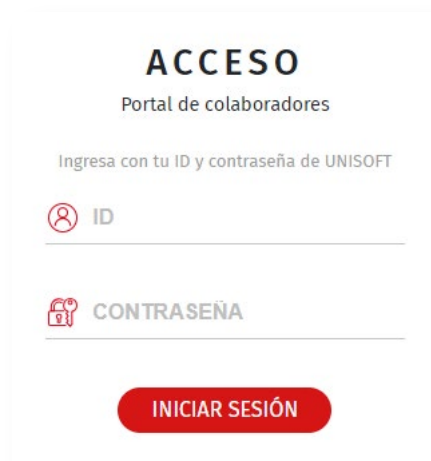 ACCESO
Portal de colaboradores
Ingresa con tu ID y contraseña de UNISOFT
ID
CONTRASEÑA
INICIAR SESIÓN